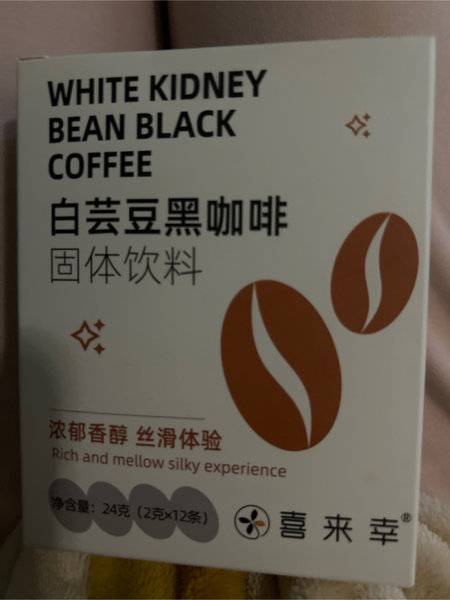 WHITE KIDNEY
BEAN BLACK
COFFEE
白芸豆黑咖啡
固体饮料
浓郁香醇 丝滑体验
Rich and mellow silky experience
净含量：24克（2克×12条）
喜来幸®